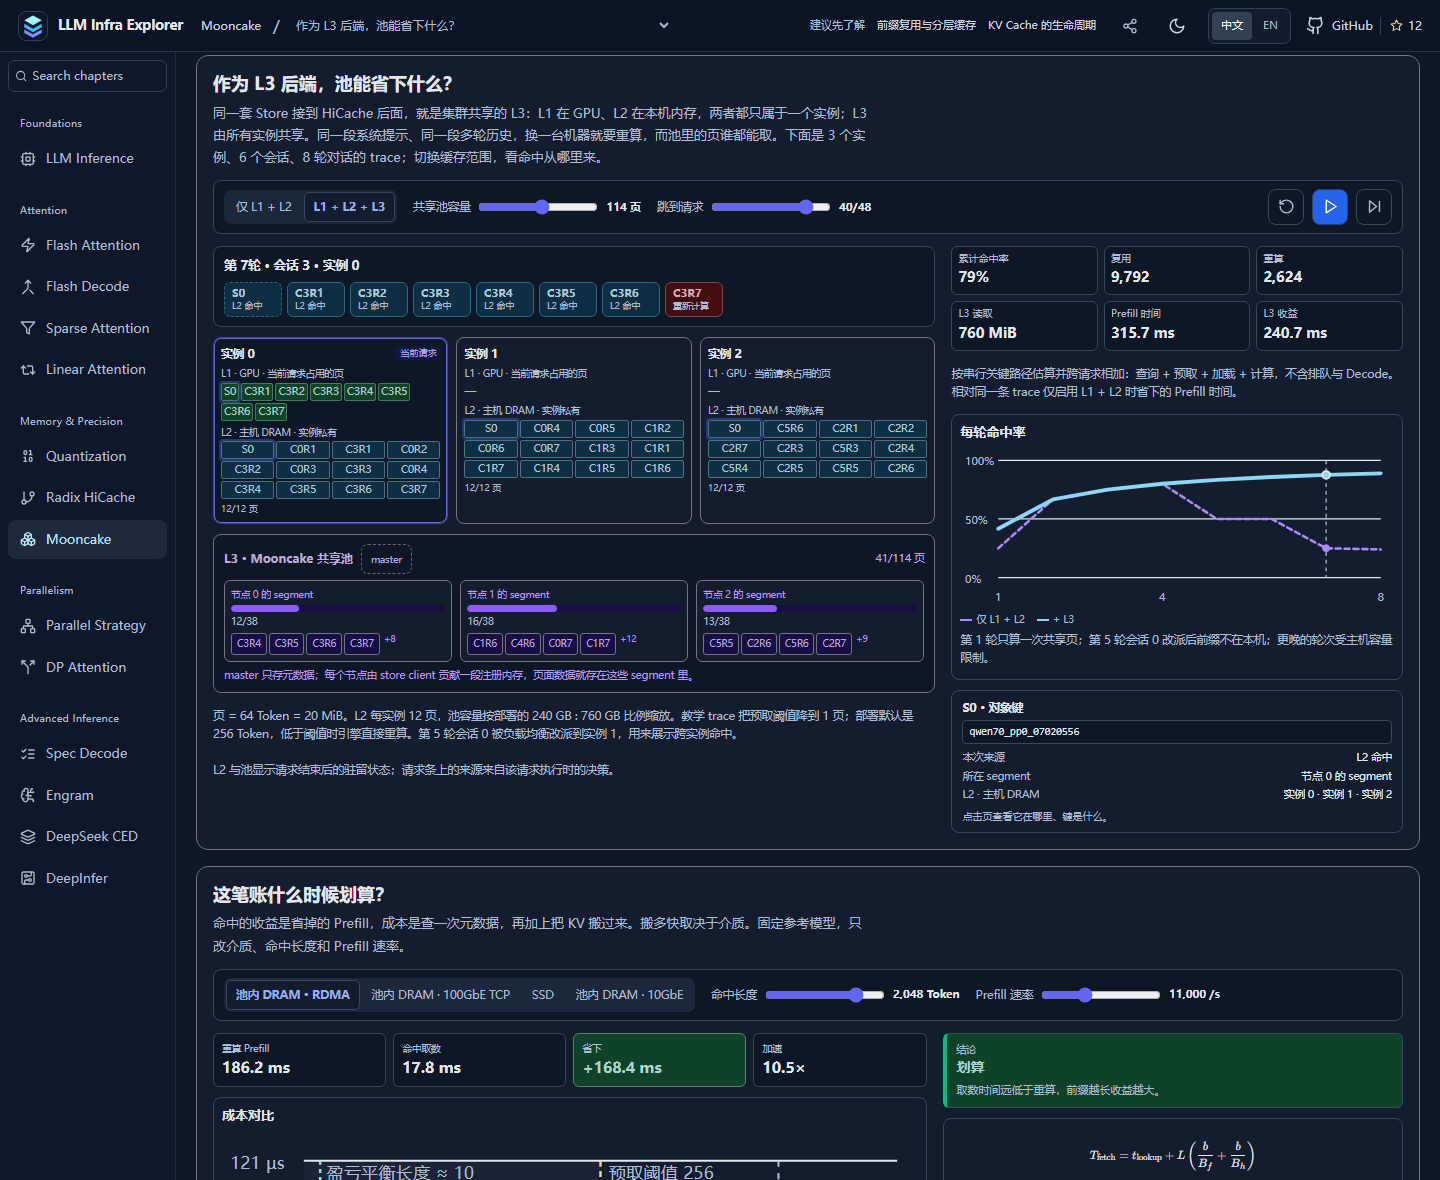 LLM Infra Explorer
Mooncake / 作为 L3 后端，池能省下什么？
建议先了解 前缀复用与分层缓存 KV Cache 的生命周期
中文 EN
GitHub 12
Search chapters
Foundations
LLM Inference
Attention
Flash Attention
Flash Decode
Sparse Attention
Linear Attention
Memory & Precision
Quantization
Radix HiCache
Mooncake
Parallelism
Parallel Strategy
DP Attention
Advanced Inference
Spec Decode
Engram
DeepSeek CED
DeepInfer
作为 L3 后端，池能省下什么？
同一套 Store 接到 HiCache 后面，就是集群共享的 L3：L1 在 GPU、L2 在本机内存，两者都只属于一个实例；L3
由所有实例共享。同一段系统提示、同一段多轮历史，换一台机器就要重算，而池里的页谁都能取。下面是 3 个实
例、6 个会话、8 轮对话的 trace；切换缓存范围，看命中从哪里来。
仅 L1 + L2 L1 + L2 + L3 共享池容量 114 页 跳到请求 40/48
第 7轮 • 会话 3 • 实例 0
S0 C3R1 C3R2 C3R3 C3R4 C3R5 C3R6 C3R7
L2 命中 L2 命中 L2 命中 L2 命中 L2 命中 L2 命中 L2 命中 重新计算
实例 0 当前请求
L1 · GPU · 当前请求占用的页
S0 C3R1 C3R2 C3R3 C3R4 C3R5
C3R6 C3R7
L2 · 主机 DRAM · 实例私有
S0 C0R1 C3R1 C0R2
C3R2 C0R3 C3R3 C0R4
C3R4 C3R5 C3R6 C3R7
12/12 页
实例 1
L1 · GPU · 当前请求占用的页
—
L2 · 主机 DRAM · 实例私有
S0 C0R4 C0R5 C1R2
C0R6 C0R7 C1R3 C1R1
C1R7 C1R4 C1R5 C1R6
12/12 页
实例 2
L1 · GPU · 当前请求占用的页
—
L2 · 主机 DRAM · 实例私有
S0 C5R6 C2R1 C2R2
C2R7 C2R3 C5R3 C2R4
C5R4 C2R5 C5R5 C2R6
12/12 页
L3 • Mooncake 共享池 master 41/114 页
节点 0 的 segment
12/38
C3R4 C3R5 C3R6 C3R7 +8
节点 1 的 segment
16/38
C1R6 C4R6 C0R7 C1R7 +12
节点 2 的 segment
13/38
C5R5 C2R6 C5R6 C2R7 +9
master 只存元数据；每个节点由 store client 贡献一段注册内存，页面数据就存在这些 segment 里。
页 = 64 Token = 20 MiB。L2 每实例 12 页，池容量按部署的 240 GB : 760 GB 比例缩放。教学 trace 把预取阈值降到 1 页；部署默认是
256 Token，低于阈值时引擎直接重算。第 5 轮会话 0 被负载均衡改派到实例 1，用来展示跨实例命中。
L2 与池显示请求结束后的驻留状态；请求条上的来源来自该请求执行时的决策。
累计命中率
79%
复用
9,792
重算
2,624
L3 读取
760 MiB
Prefill 时间
315.7 ms
L3 收益
240.7 ms
按串行关键路径估算并跨请求相加：查询 + 预取 + 加载 + 计算，不含排队与 Decode。
相对同一条 trace 仅启用 L1 + L2 时省下的 Prefill 时间。
每轮命中率
100%
50%
0%
1 4 8
仅 L1 + L2 + L3
第 1 轮只算一次共享页；第 5 轮会话 0 改派后前缀不在本机；更晚的轮次受主机容量
限制。
S0 • 对象键
qwen70_pp0_07020556
本次来源 L2 命中
所在 segment 节点 0 的 segment
L2 · 主机 DRAM 实例 0 · 实例 1 · 实例 2
点击页查看它在哪里、键是什么。
这笔账什么时候划算？
命中的收益是省掉的 Prefill，成本是查一次元数据，再加上把 KV 搬过来。搬多快取决于介质。固定参考模型，只
改介质、命中长度和 Prefill 速率。
池内 DRAM • RDMA 池内 DRAM · 100GbE TCP SSD 池内 DRAM · 10GbE 命中长度 2,048 Token Prefill 速率 11,000 /s
重算 Prefill
186.2 ms
命中取数
17.8 ms
省下
+168.4 ms
加速
10.5×
结论
划算
取数时间远低于重算，前缀越长收益越大。
成本对比
121 µs
盈亏平衡长度 ≈ 10 预取阈值 256
T_fetch = t_lookup + L (b/B_f + b/B_h)